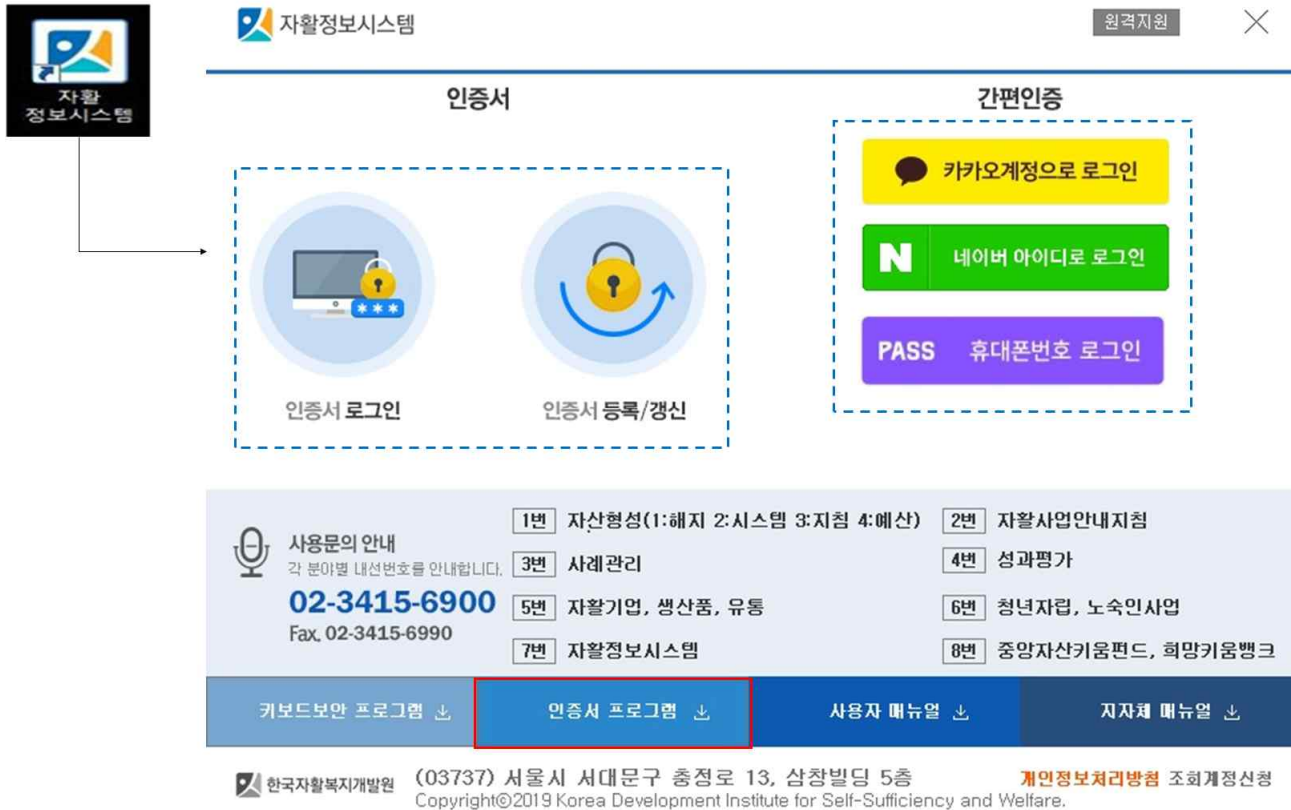 자활
정보시스템
자활정보시스템
원격지원
인증서
간편인증
카카오계정으로 로그인
N 네이버 아이디로 로그인
PASS 휴대폰번호 로그인
***
인증서 로그인
인증서 등록/갱신
사용문의 안내
각 분야별 내선번호를 안내합니다.
02-3415-6900
Fax. 02-3415-6990
1번 자산형성(1:해지 2:시스템 3:지침 4:예산)
2번 자활사업안내지침
3번 사례관리
4번 성과평가
5번 자활기업, 생산품, 유통
6번 청년자립, 노숙인사업
7번 자활정보시스템
8번 중앙자산키움펀드, 희망키움뱅크
키보드보안 프로그램
인증서 프로그램
사용자 매뉴얼
지자체 매뉴얼
한국자활복지개발원
(03737) 서울시 서대문구 충정로 13, 삼창빌딩 5층
개인정보처리방침 조회계정신청
Copyright©2019 Korea Development Institute for Self-Sufficiency and Welfare.